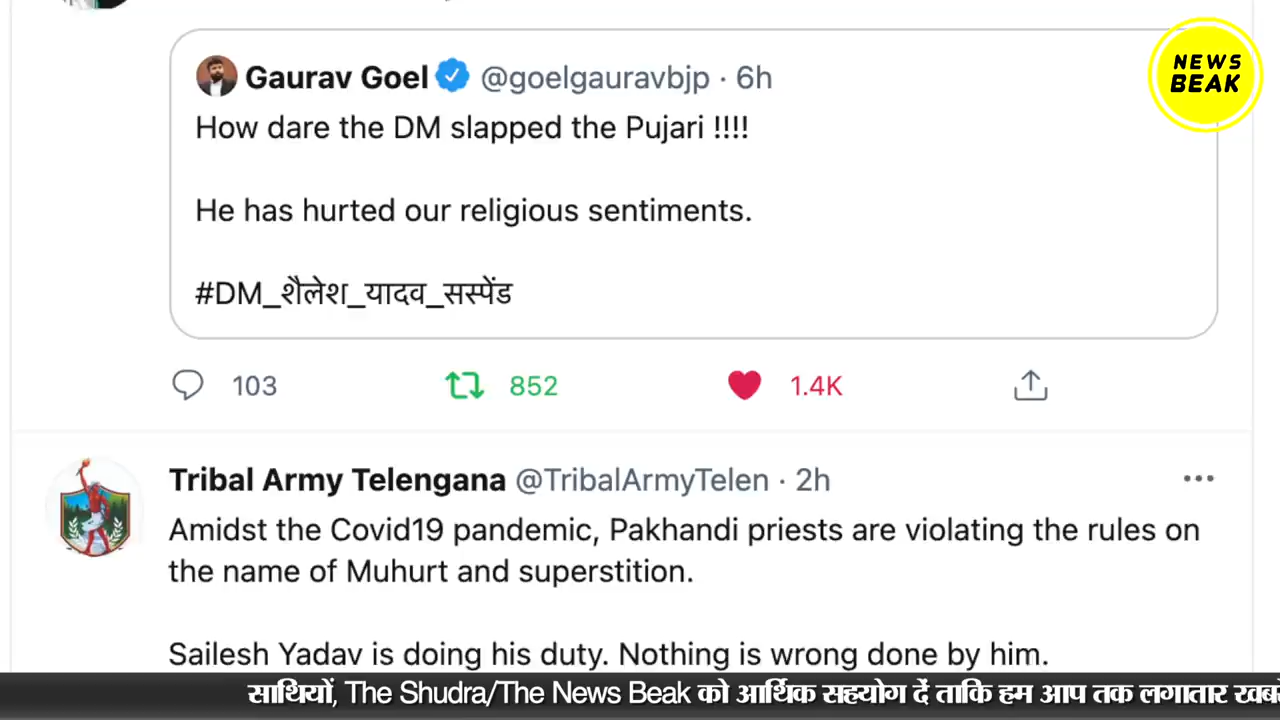 NEWS
BEAK
Gaurav Goel @goelgauravbjp · 6h
How dare the DM slapped the Pujari !!!!
He has hurted our religious sentiments.
#DM_शैलेश_यादव_सस्पेंड
103 852 1.4K
Tribal Army Telengana @TribalArmyTelen · 2h
Amidst the Covid19 pandemic, Pakhandi priests are violating the rules on
the name of Muhurt and superstition.
Sailesh Yadav is doing his duty. Nothing is wrong done by him.
साथियों, The Shudra/The News Beak को आर्थिक सहयोग दें ताकि हम आप तक लगातार